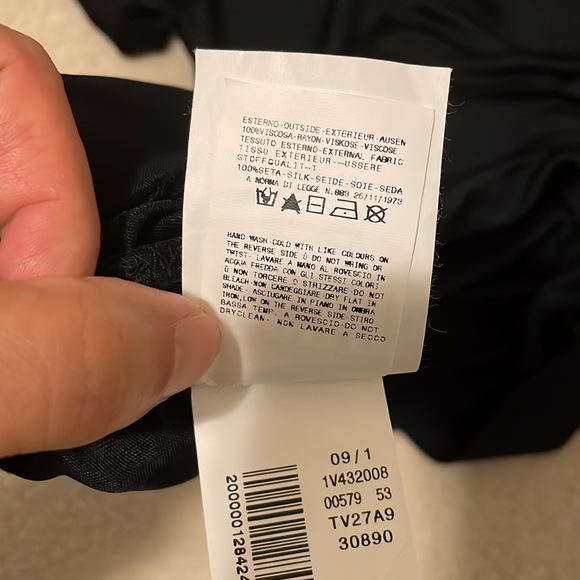 ESTERNO-OUTSIDE-EXTERIEUR-AUSEN
100%VISCOSA-RAYON-VISKOSE-VISCOSE
TESSUTO ESTERNO-EXTERNAL FABRIC
TISSU EXTERIEUR-—USSERE
STOFFQUALIT—T
100%SETA-SILK-SEIDE-SOIE-SEDA
A NORMA DI LEGGE N.883 26/11/1973
HAND WASH COLD WITH LIKE COLOURS ON
THE REVERSE SIDE Ù DO NOT WRING OR
TWIST- LAVARE A MANO AL ROVESCIO IN
ACQUA FREDDA CON GLI STESSI COLORI
Ù NON TORCERE O STRIZZARE-DO NOT
BLEACH-NON CANDEGGIARE-DRY FLAT IN
SHADE- ASCIUGARE IN PIANO IN OMBRA
IRON,LOW ON THE REVERSE SIDE-STIRO
BASSA TEMP. A ROVESCIO-DO NOT
DRYCLEAN- NON LAVARE A SECCO
09/1
1V432008
00579 53
TV27A9
30890